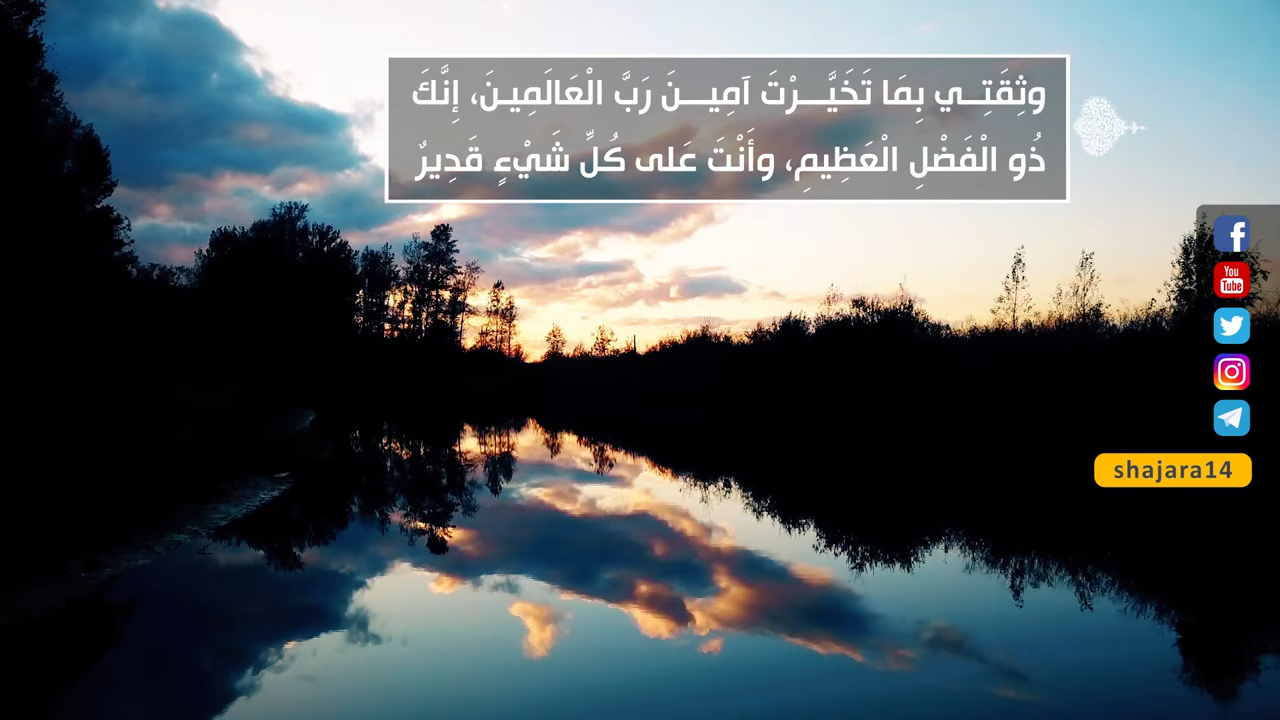 وثِقَتِـي بِمَا تَخَيَّـرْتَ آمِيـنَ رَبَّ الْعَالَمِينَ، إِنَّكَ
ذُو الْفَضْلِ الْعَظِيمِ، وأَنْتَ عَلى كُلِّ شَيْءٍ قَدِيرٌ
You
Tube
shajara14